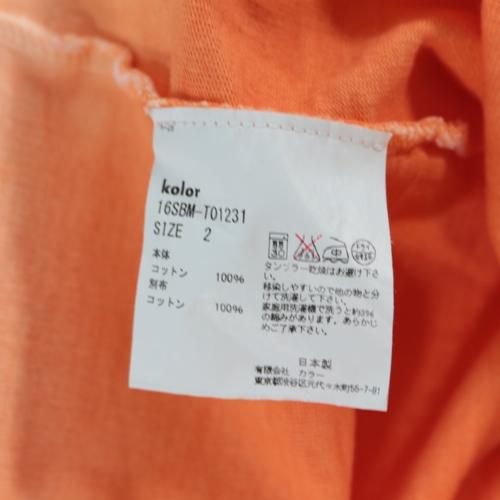 kolor
16SBM-T01231
SIZE 2
本体
コットン 100%
別布
コットン 100%
タンブラー乾燥はお避け下さい。
移染しやすいので他の物と分けて洗濯して下さい。
家庭用洗濯機で洗うと約3%の縮みがあります。あらかじめご了承下さい。
日本製
有限会社 カラー
東京都渋谷区元代々木町55-7-B1